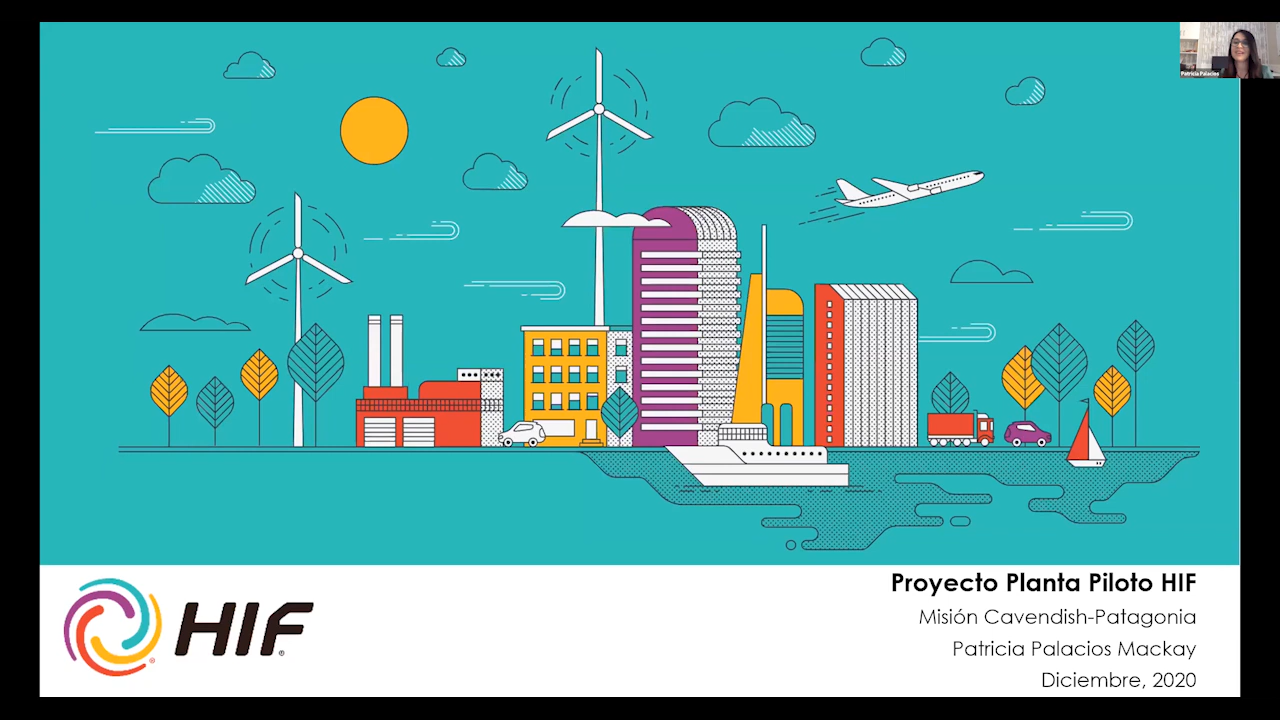 Patricia Palacios
HIF
Proyecto Planta Piloto HIF
Misión Cavendish-Patagonia
Patricia Palacios Mackay
Diciembre, 2020